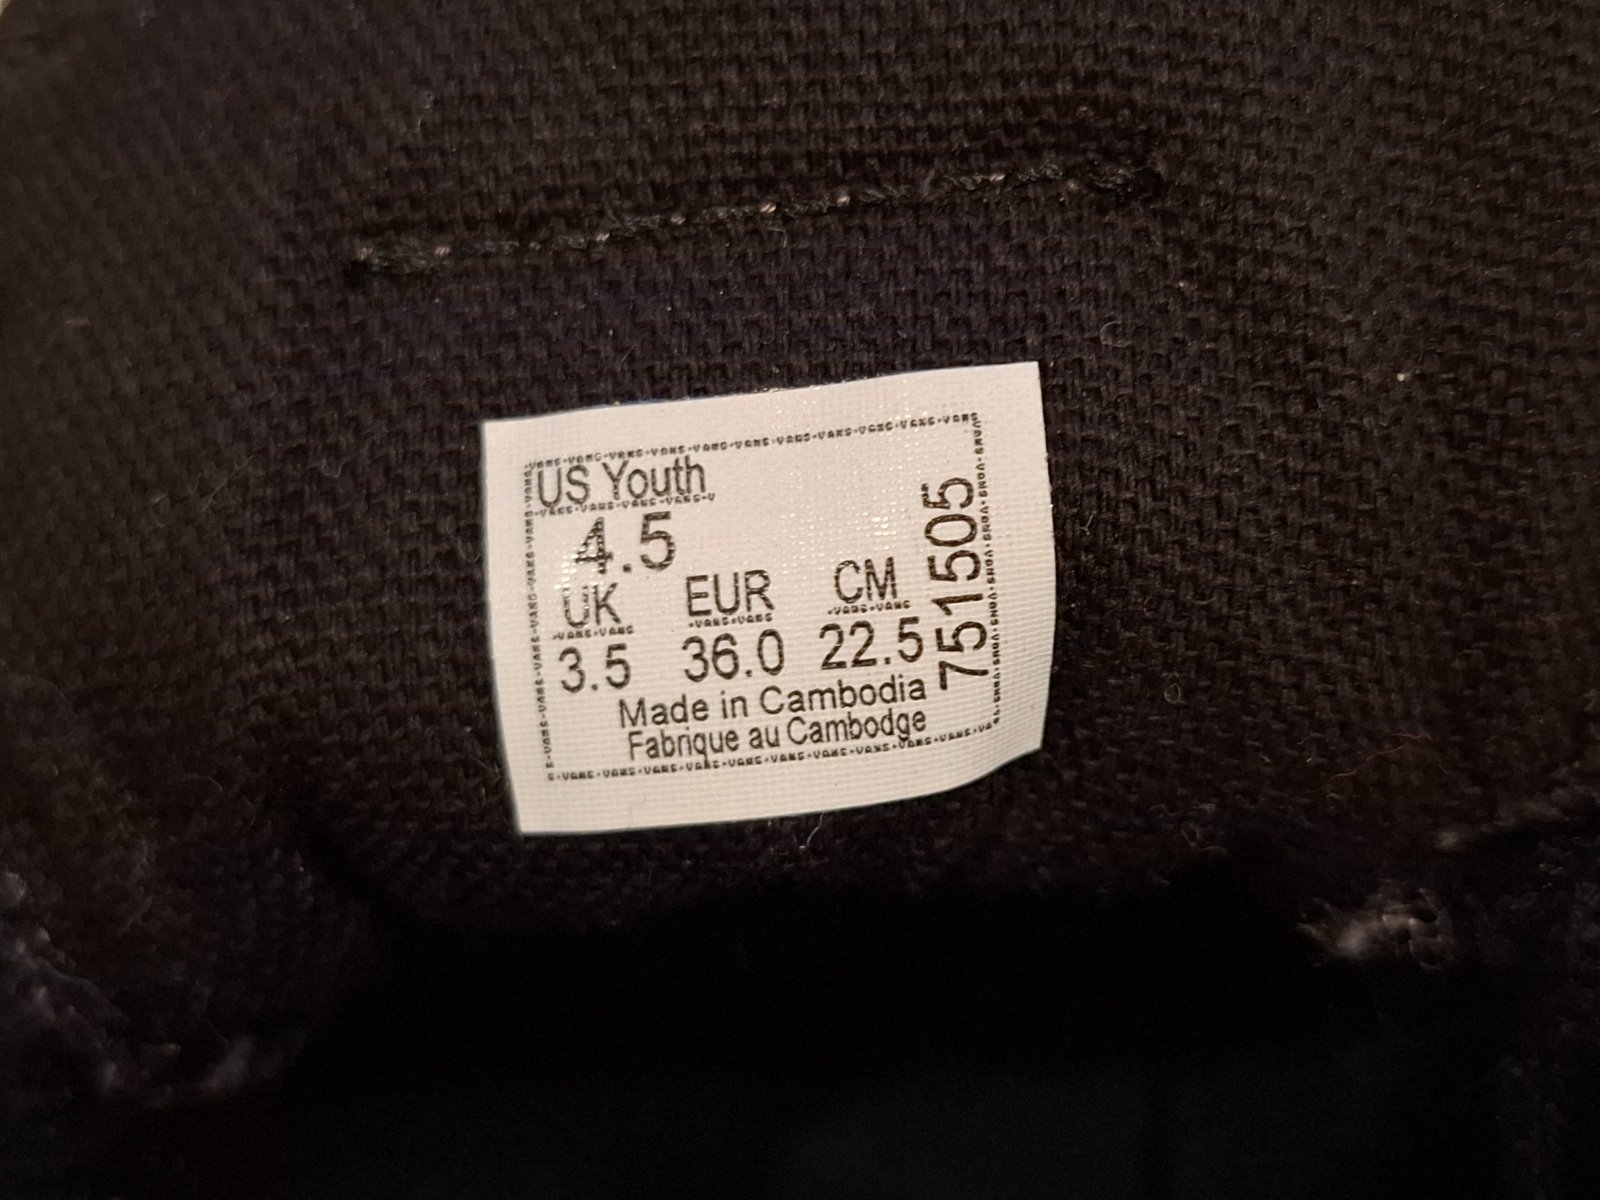 US Youth
4.5
UK EUR CM
3.5 36.0 22.5
Made in Cambodia
Fabrique au Cambodge
751505